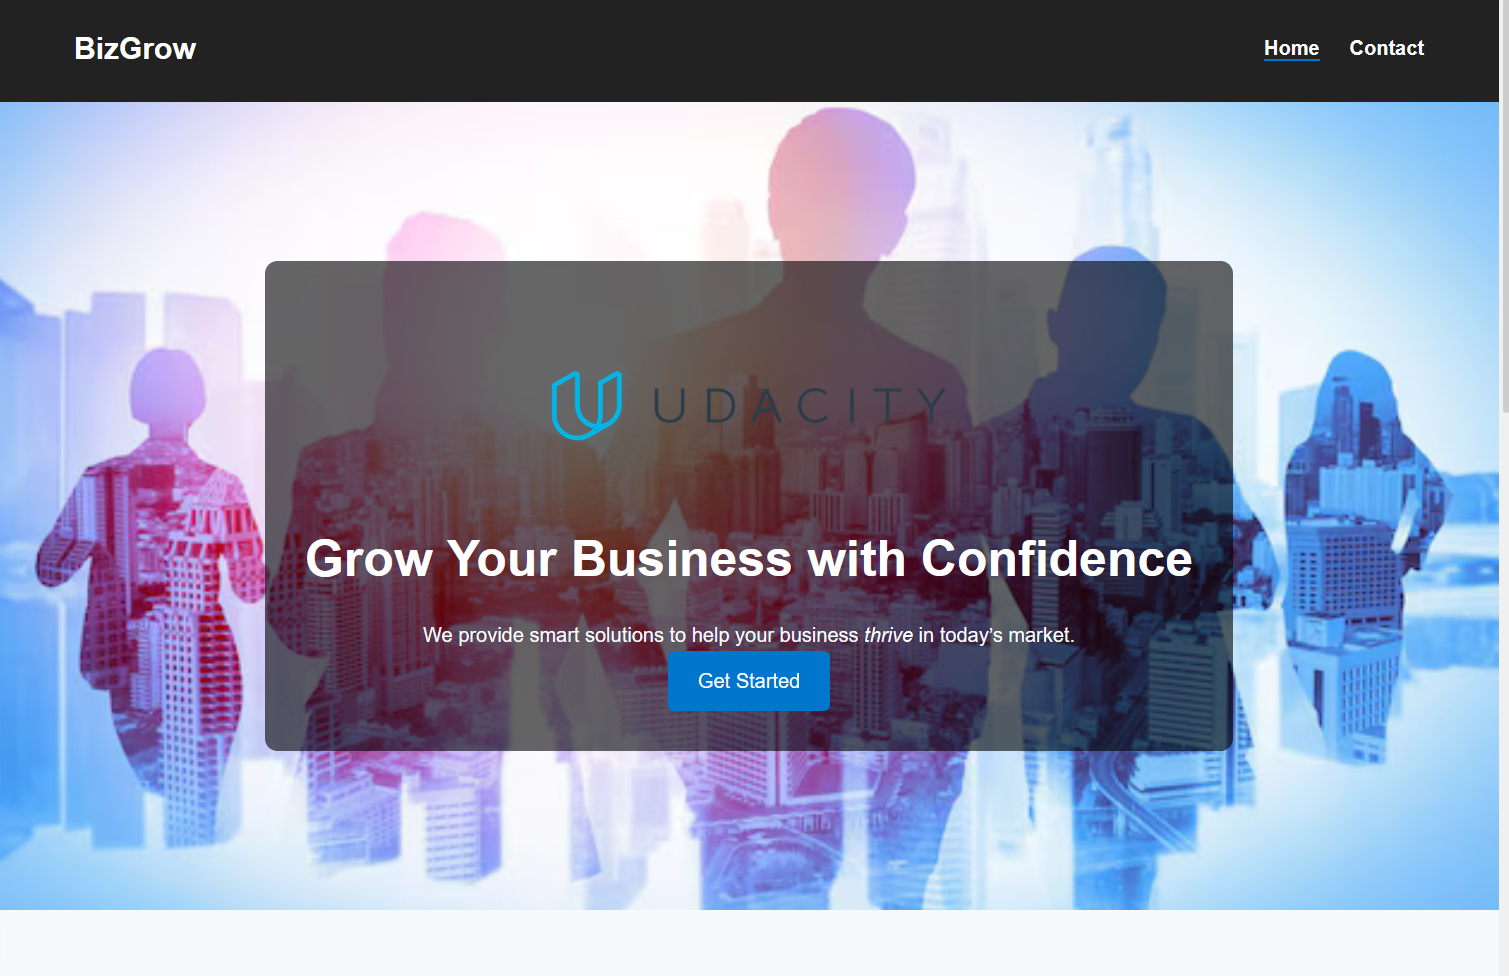 BizGrow
Home
Contact
UDACITY
Grow Your Business with Confidence
We provide smart solutions to help your business thrive in today’s market.
Get Started